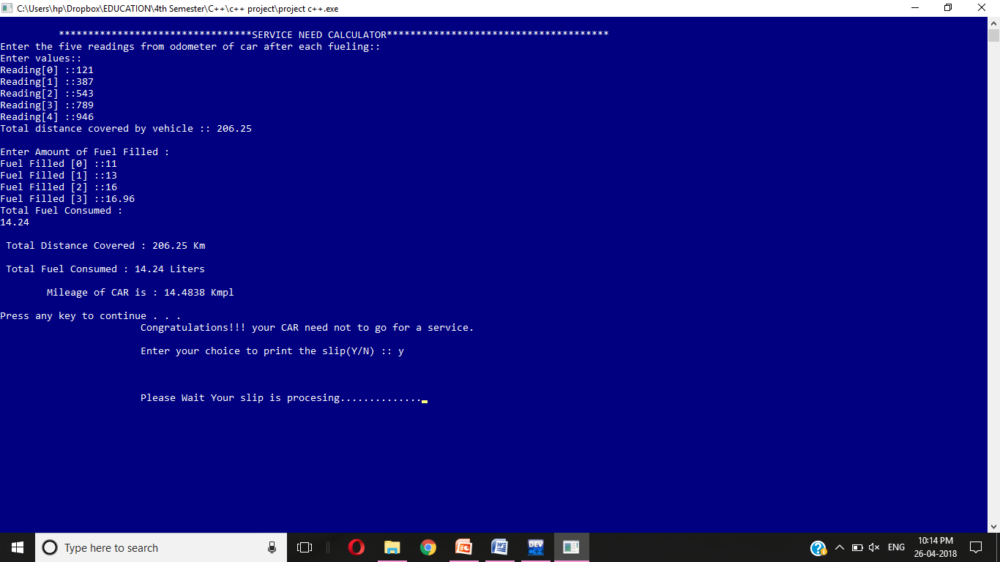 C:\Users\hp\Dropbox\EDUCATION\4th Semester\C++\c++ project\project c++.exe
*********************************SERVICE NEED CALCULATOR**************************************
Enter the five readings from odometer of car after each fueling::
Enter values::
Reading[0] ::121
Reading[1] ::387
Reading[2] ::543
Reading[3] ::789
Reading[4] ::946
Total distance covered by vehicle :: 206.25
Enter Amount of Fuel Filled :
Fuel Filled [0] ::11
Fuel Filled [1] ::13
Fuel Filled [2] ::16
Fuel Filled [3] ::16.96
Total Fuel Consumed :
14.24
Total Distance Covered : 206.25 Km
Total Fuel Consumed : 14.24 Liters
Mileage of CAR is : 14.4838 Kmpl
Press any key to continue . . .
Congratulations!!! your CAR need not to go for a service.
Enter your choice to print the slip(Y/N) :: y
Please Wait Your slip is procesing..............
Type here to search
DEV
ENG
10:14 PM
26-04-2018